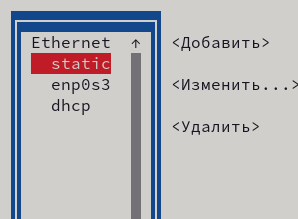 Ethernet ↑ <Добавить>
static
enp0s3 <Изменить...>
dhcp
<Удалить>